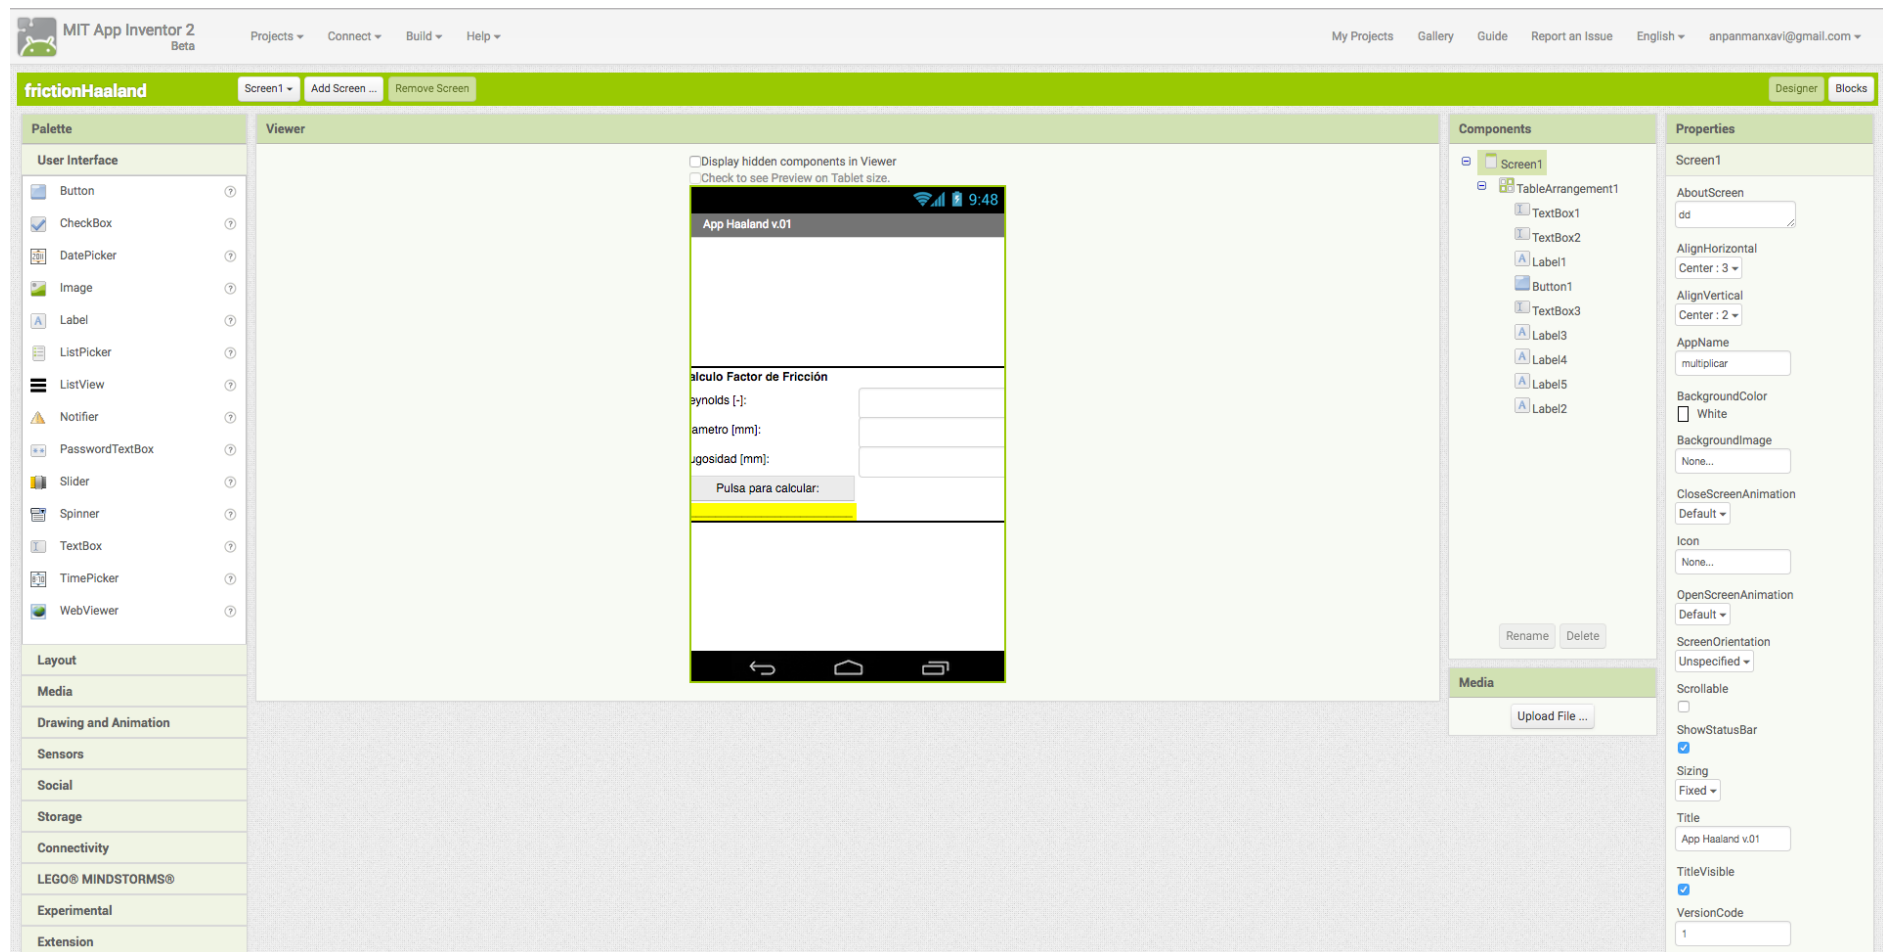 MIT App Inventor 2
Beta
Projects Connect Build Help
My Projects Gallery Guide Report an Issue English anpanmanxavi@gmail.com
frictionHaaland
Screen1 Add Screen ... Remove Screen
Designer Blocks
Palette
User Interface
Button
CheckBox
DatePicker
Image
Label
ListPicker
ListView
Notifier
PasswordTextBox
Slider
Spinner
TextBox
TimePicker
WebViewer
Layout
Media
Drawing and Animation
Sensors
Social
Storage
Connectivity
LEGO® MINDSTORMS®
Experimental
Extension
Viewer
Display hidden components in Viewer
Check to see Preview on Tablet size.
9:48
App Haaland v.01
alculo Factor de Fricción
eynolds [-]:
ametro [mm]:
ugosidad [mm]:
Pulsa para calcular:
Components
Screen1
TableArrangement1
TextBox1
TextBox2
Label1
Button1
TextBox3
Label3
Label4
Label5
Label2
Rename Delete
Media
Upload File ...
Properties
Screen1
AboutScreen
dd
AlignHorizontal
Center : 3
AlignVertical
Center : 2
AppName
multiplicar
BackgroundColor
White
BackgroundImage
None...
CloseScreenAnimation
Default
Icon
None...
OpenScreenAnimation
Default
ScreenOrientation
Unspecified
Scrollable
ShowStatusBar
Sizing
Fixed
Title
App Haaland v.01
TitleVisible
VersionCode
1